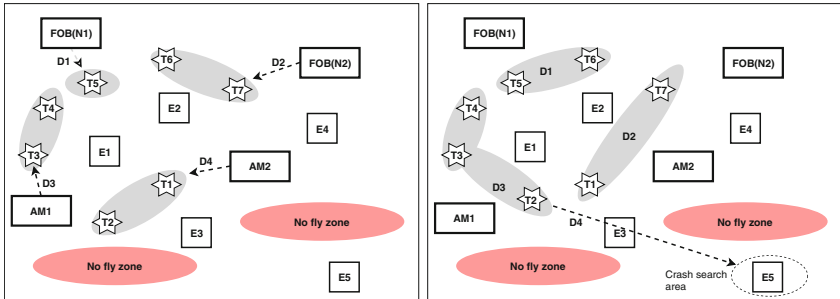 FOB(N1)
D1
T6
D2
FOB(N2)
T5
T7
T4
E2
E4
T3
E1
D4
D3
T1
AM2
AM1
T2
No fly zone
E3
No fly zone
E5
FOB(N1)
T6
D1
FOB(N2)
T5
T7
T4
E2
E4
D2
T3
E1
AM2
D3
T1
T2
AM1
D4
E3
No fly zone
No fly zone
Crash search
area
E5